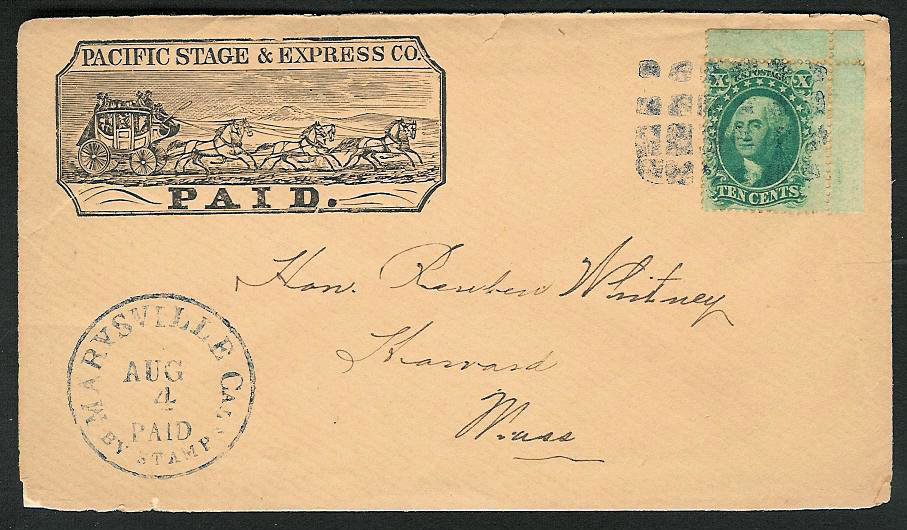 PACIFIC STAGE & EXPRESS CO.
PAID.
X U.S. POSTAGE X
TEN CENTS
Hon. Reuben Whitney
Harvard
Mass
MARYSVILLE CAL.
AUG
4
PAID
BY STAMPS